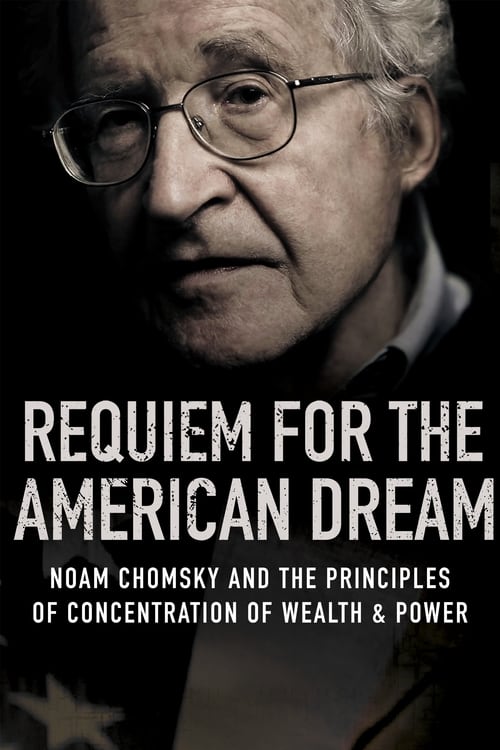 REQUIEM FOR THE
AMERICAN DREAM
NOAM CHOMSKY AND THE PRINCIPLES
OF CONCENTRATION OF WEALTH & POWER